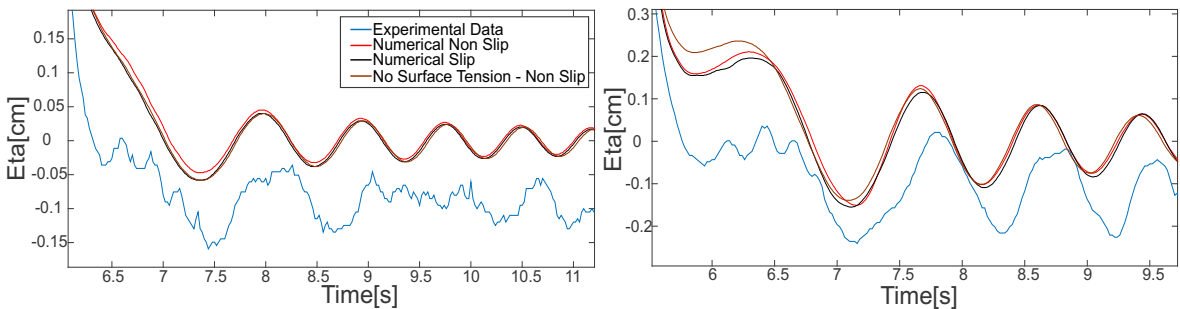 Experimental Data
Numerical Non Slip
Numerical Slip
No Surface Tension - Non Slip
0.15
0.1
0.05
0
-0.05
-0.1
-0.15
Eta[cm]
6.5 7 7.5 8 8.5 9 9.5 10 10.5 11
Time[s]
0.3
0.2
0.1
0
-0.1
-0.2
Eta[cm]
6 6.5 7 7.5 8 8.5 9 9.5
Time[s]